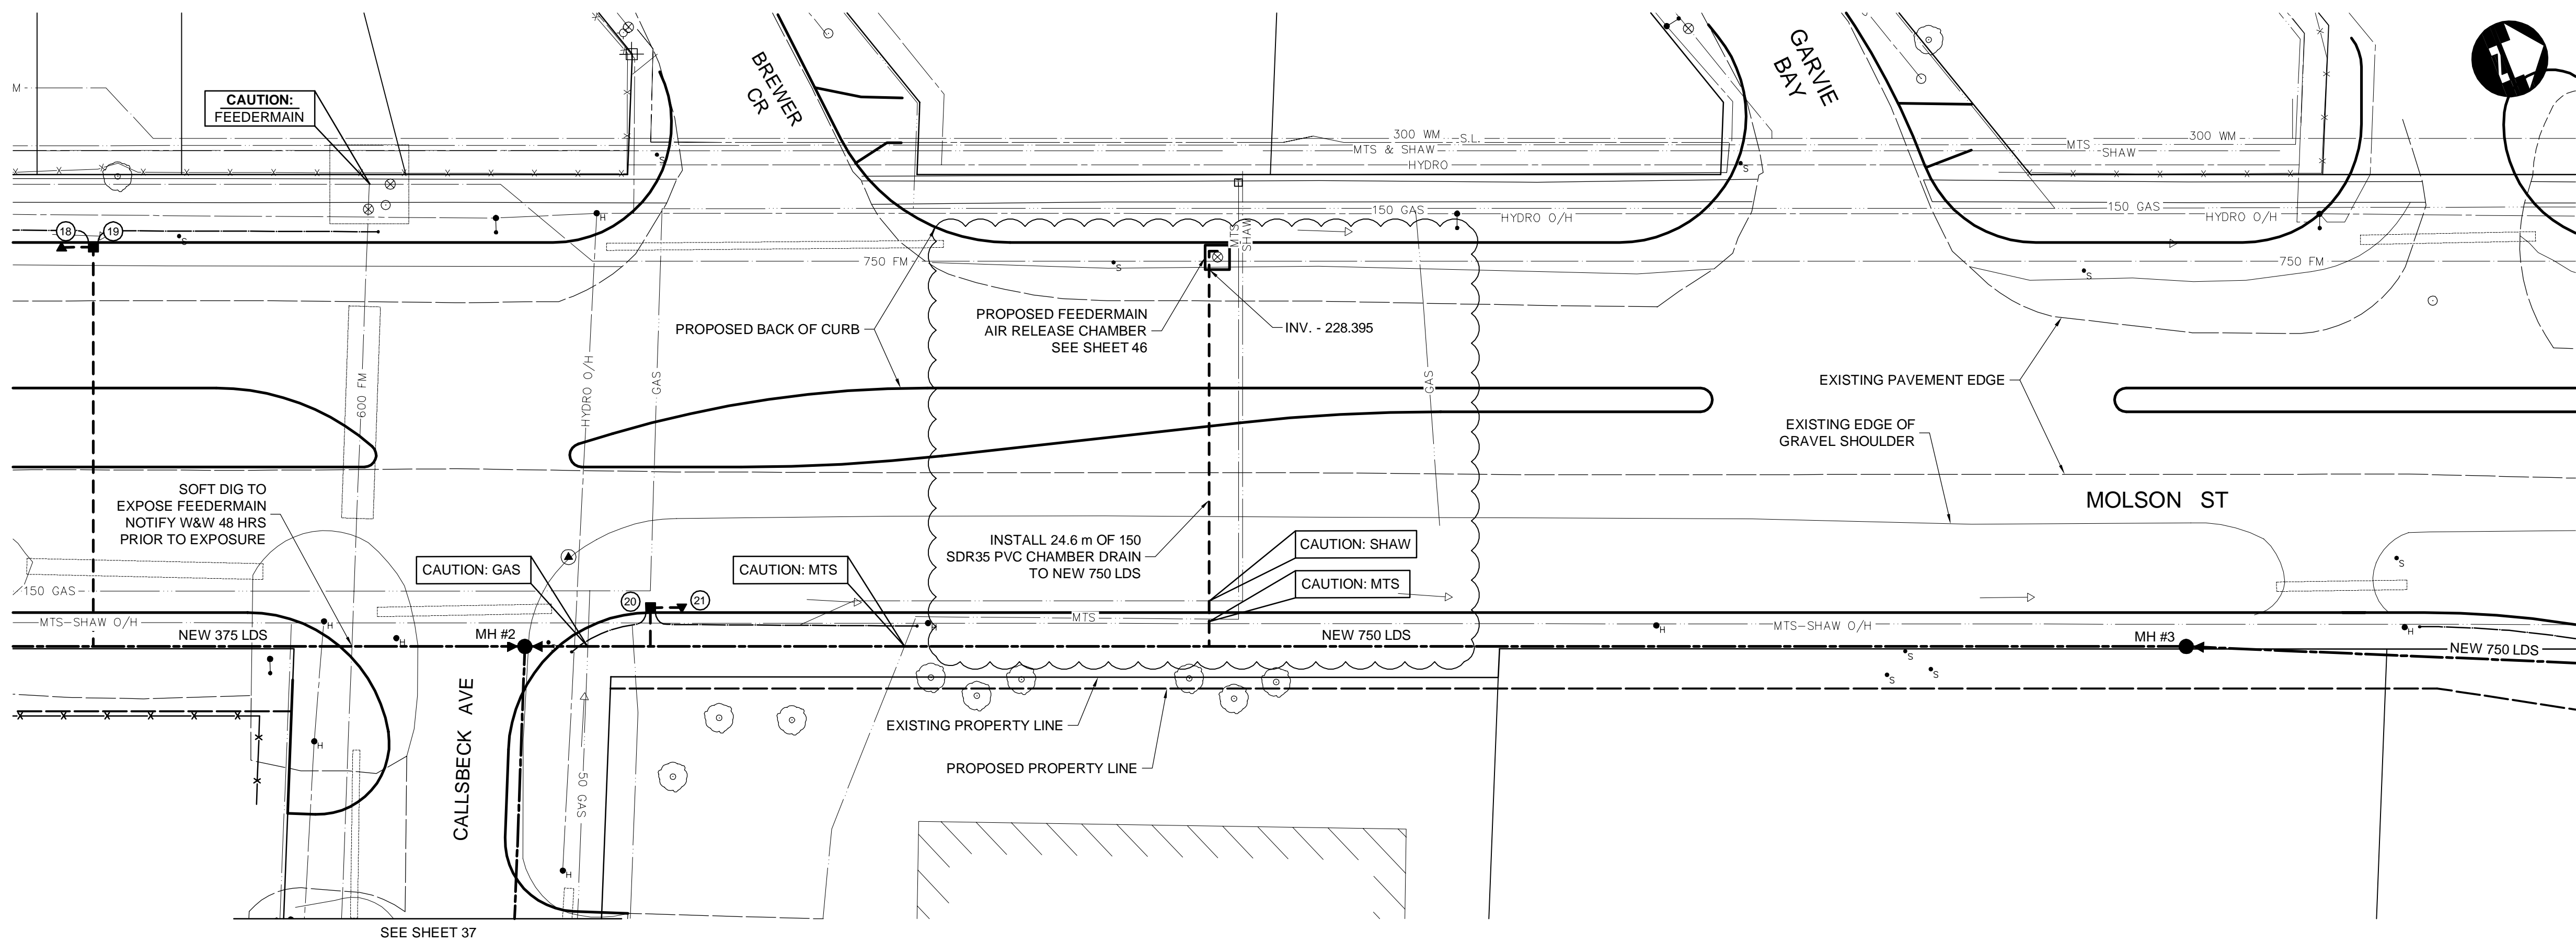 BREWER
CR
GARVIE
BAY
M
CAUTION:
FEEDERMAIN
300 WM
S.L.
MTS & SHAW
HYDRO
300 WM
MTS
SHAW
150 GAS
HYDRO O/H
150 GAS
HYDRO O/H
H
18
19
S
S
S
MTS
SHAW
750 FM
S
750 FM
S
PROPOSED BACK OF CURB
PROPOSED FEEDERMAIN
AIR RELEASE CHAMBER
SEE SHEET 46
INV. - 228.395
HYDRO O/H
GAS
600 FM
GAS
EXISTING PAVEMENT EDGE
EXISTING EDGE OF
GRAVEL SHOULDER
MOLSON ST
SOFT DIG TO
EXPOSE FEEDERMAIN
NOTIFY W&W 48 HRS
PRIOR TO EXPOSURE
CAUTION: GAS
CAUTION: MTS
INSTALL 24.6 m OF 150
SDR35 PVC CHAMBER DRAIN
TO NEW 750 LDS
CAUTION: SHAW
CAUTION: MTS
S
150 GAS
20
21
MTS-SHAW O/H
H
H
H
MTS
H
MTS-SHAW O/H
H
NEW 375 LDS
MH #2
NEW 750 LDS
MH #3
NEW 750 LDS
S
S
S
EXISTING PROPERTY LINE
PROPOSED PROPERTY LINE
H
CALLSBECK AVE
50 GAS
H
SEE SHEET 37